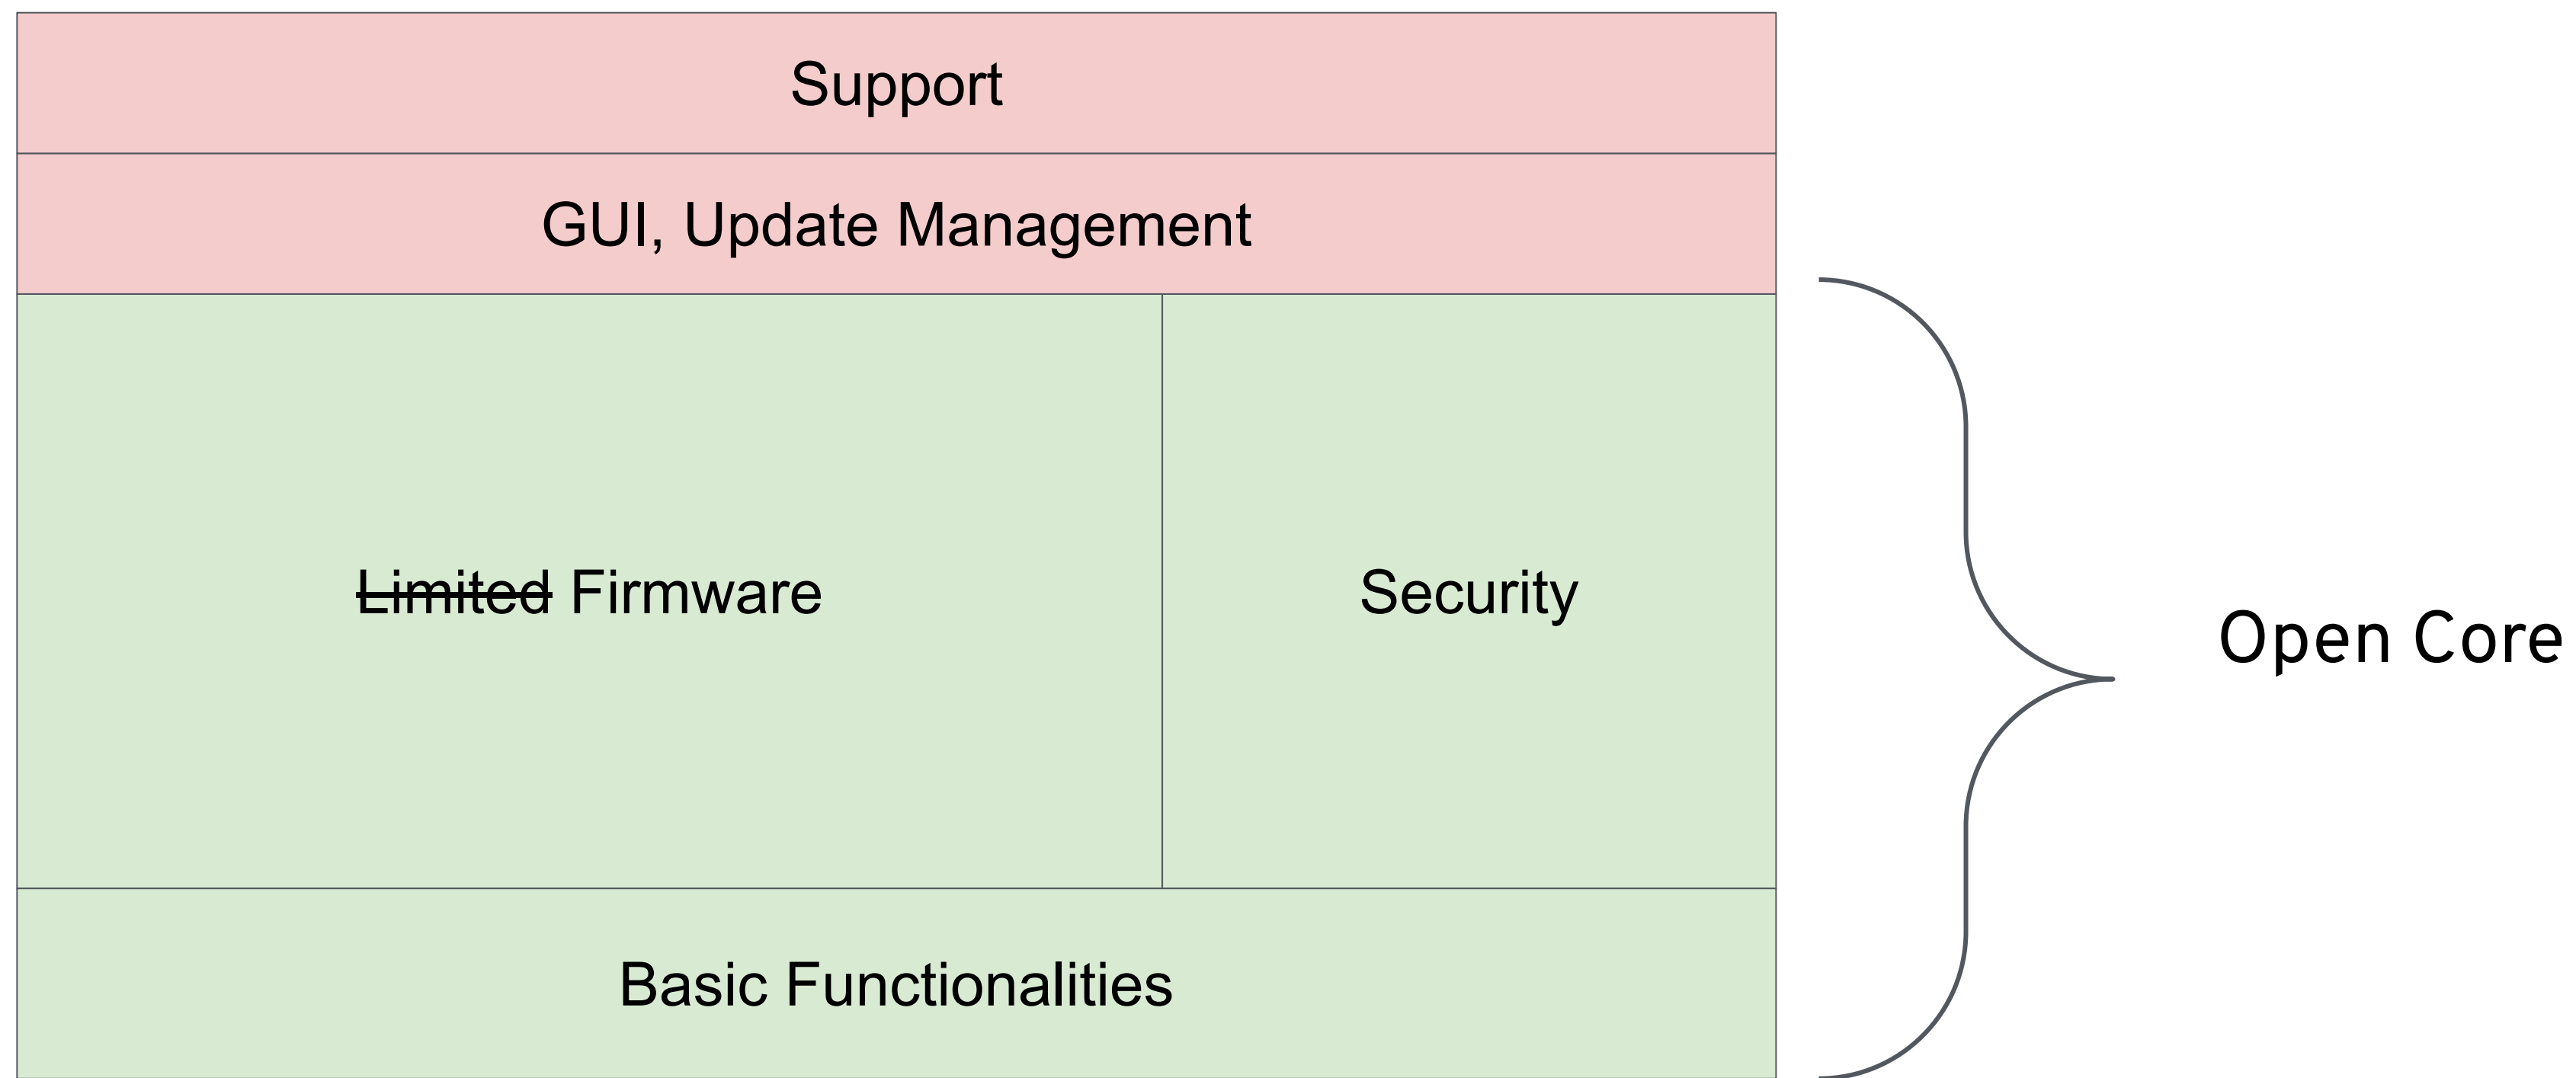 Support
GUI, Update Management
Limited Firmware
Security
Open Core
Basic Functionalities